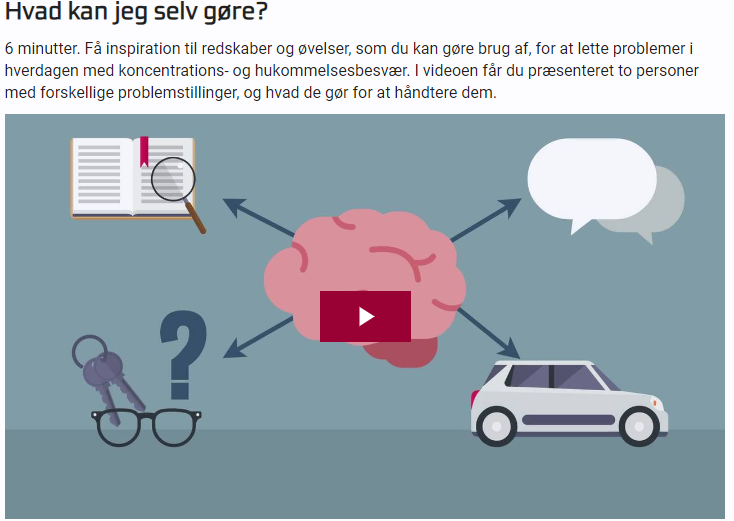 Hvad kan jeg selv gøre?
6 minutter. Få inspiration til redskaber og øvelser, som du kan gøre brug af, for at lette problemer i
hverdagen med koncentrations- og hukommelsesbesvær. I videoen får du præsenteret to personer
med forskellige problemstillinger, og hvad de gør for at håndtere dem.
?